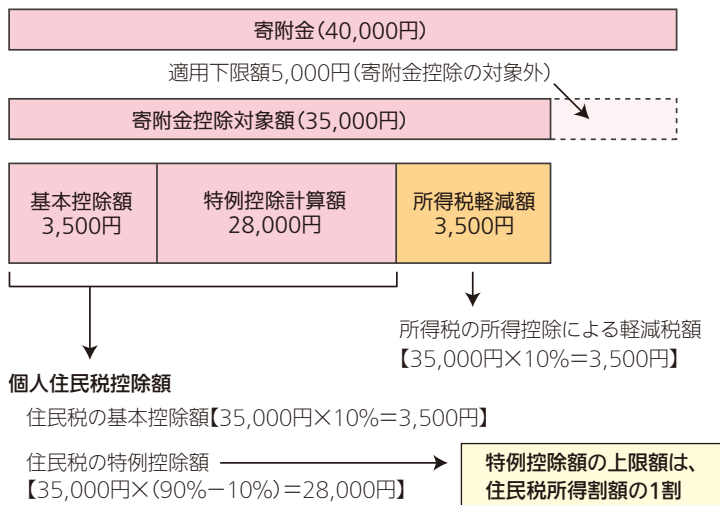 寄附金(40,000円)
適用下限額5,000円(寄附金控除の対象外)
寄附金控除対象額(35,000円)
基本控除額
3,500円
特例控除計算額
28,000円
所得税軽減額
3,500円
所得税の所得控除による軽減税額
【35,000円×10%=3,500円】
個人住民税控除額
住民税の基本控除額【35,000円×10%=3,500円】
住民税の特例控除額
【35,000円×(90%-10%)=28,000円】
特例控除額の上限額は、
住民税所得割額の1割